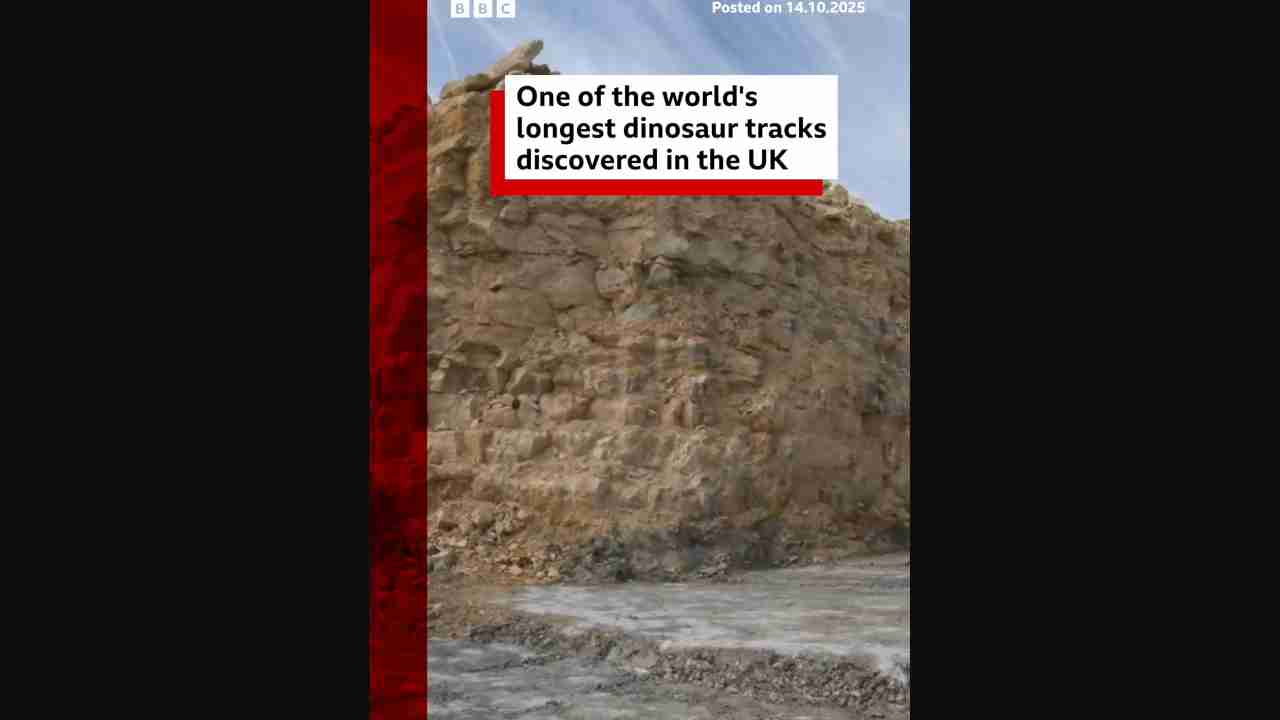 BBC
Posted on 14.10.2025
One of the world's
longest dinosaur tracks
discovered in the UK